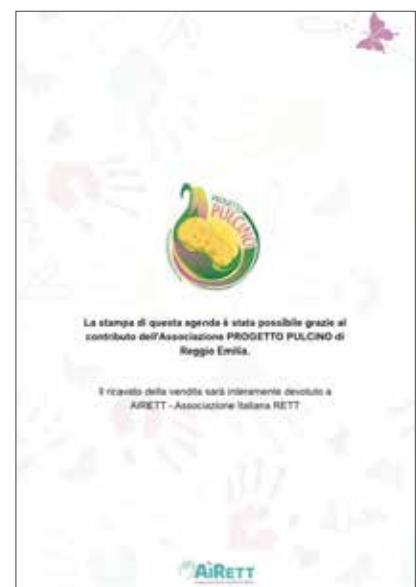 PROGETTO
PULCINO
La stampa di questa agenda è stata possibile grazie al
contributo dell'Associazione PROGETTO PULCINO di
Reggio Emilia.
Il ricavato della vendita sarà interamente devoluto a
AIRETT - Associazione Italiana RETT
AIRETT